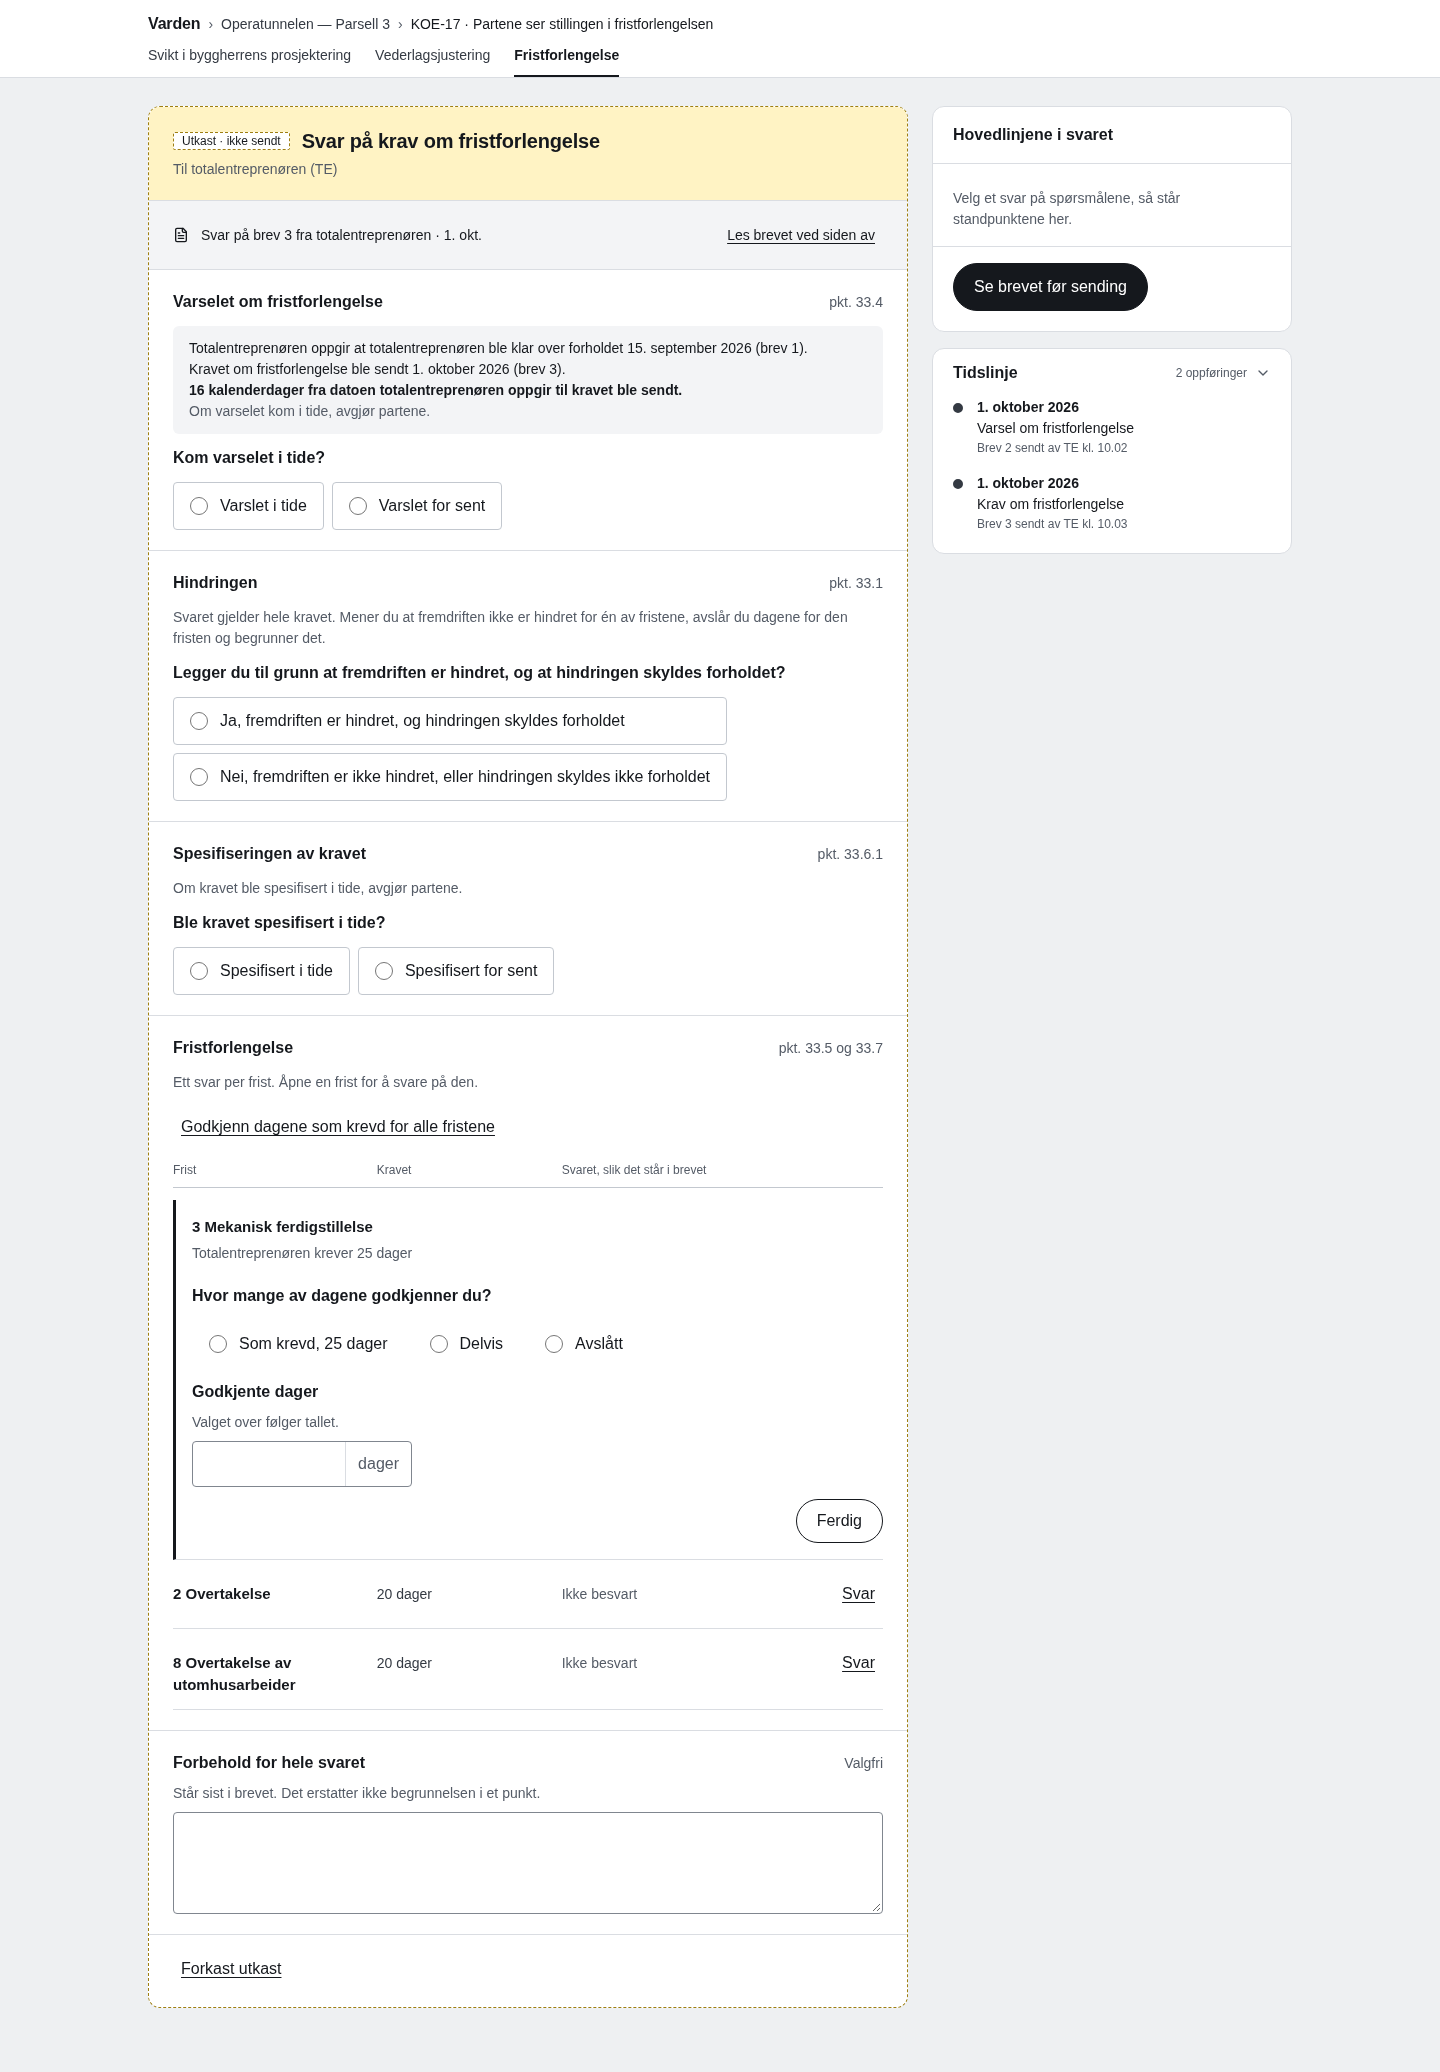 Varden › Operatunnelen — Parsell 3 › KOE-17 · Partene ser stillingen i fristforlengelsen
Svikt i byggherrens prosjektering Vederlagsjustering Fristforlengelse
Utkast · ikke sendt Svar på krav om fristforlengelse
Til totalentreprenøren (TE)
Svar på brev 3 fra totalentreprenøren · 1. okt. Les brevet ved siden av
Varselet om fristforlengelse pkt. 33.4
Totalentreprenøren oppgir at totalentreprenøren ble klar over forholdet 15. september 2026 (brev 1).
Kravet om fristforlengelse ble sendt 1. oktober 2026 (brev 3).
16 kalenderdager fra datoen totalentreprenøren oppgir til kravet ble sendt.
Om varselet kom i tide, avgjør partene.
Kom varselet i tide?
Varslet i tide Varslet for sent
Hindringen pkt. 33.1
Svaret gjelder hele kravet. Mener du at fremdriften ikke er hindret for én av fristene, avslår du dagene for den
fristen og begrunner det.
Legger du til grunn at fremdriften er hindret, og at hindringen skyldes forholdet?
Ja, fremdriften er hindret, og hindringen skyldes forholdet
Nei, fremdriften er ikke hindret, eller hindringen skyldes ikke forholdet
Spesifiseringen av kravet pkt. 33.6.1
Om kravet ble spesifisert i tide, avgjør partene.
Ble kravet spesifisert i tide?
Spesifisert i tide Spesifisert for sent
Fristforlengelse pkt. 33.5 og 33.7
Ett svar per frist. Åpne en frist for å svare på den.
Godkjenn dagene som krevd for alle fristene
Frist Kravet Svaret, slik det står i brevet
3 Mekanisk ferdigstillelse
Totalentreprenøren krever 25 dager
Hvor mange av dagene godkjenner du?
Som krevd, 25 dager Delvis Avslått
Godkjente dager
Valget over følger tallet.
dager
Ferdig
2 Overtakelse 20 dager Ikke besvart Svar
8 Overtakelse av 20 dager Ikke besvart Svar
utomhusarbeider
Forbehold for hele svaret Valgfri
Står sist i brevet. Det erstatter ikke begrunnelsen i et punkt.
Forkast utkast
Hovedlinjene i svaret
Velg et svar på spørsmålene, så står
standpunktene her.
Se brevet før sending
Tidslinje 2 oppføringer
1. oktober 2026
Varsel om fristforlengelse
Brev 2 sendt av TE kl. 10.02
1. oktober 2026
Krav om fristforlengelse
Brev 3 sendt av TE kl. 10.03